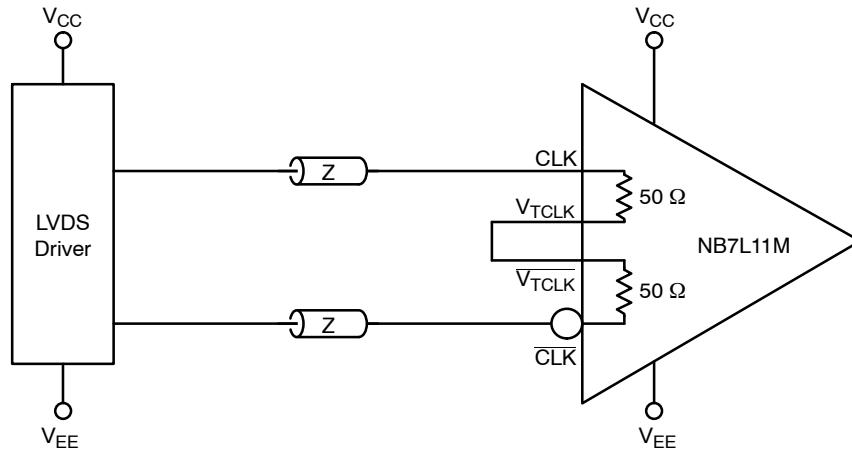 V_CC
V_CC
LVDS
Driver
Z
CLK
50 Ω
V_TCLK
NB7L11M
V̅_̅T̅C̅L̅K̅
50 Ω
Z
C̅L̅K̅
V_EE
V_EE